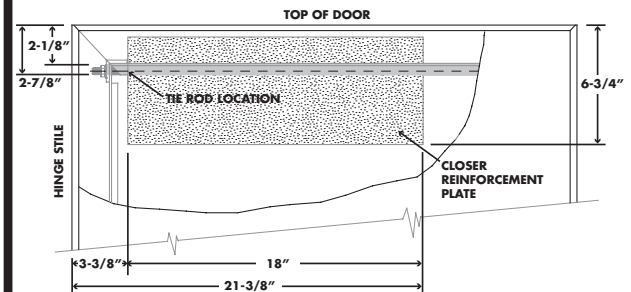 TOP OF DOOR
2-1/8”
2-7/8”
6-3/4”
TIE ROD LOCATION
HINGE STILE
CLOSER
REINFORCEMENT
PLATE
3-3/8”
18”
21-3/8”